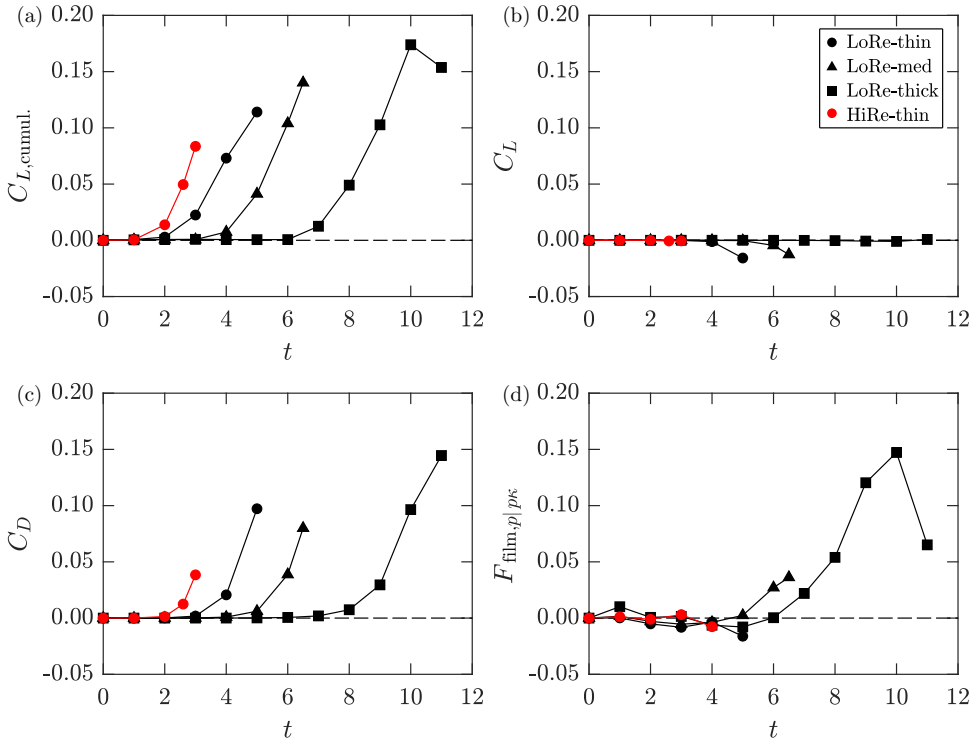 (a)
0.20
0.15
0.10
0.05
0.00
-0.05
C_{L,cumul.}
0 2 4 6 8 10 12
t
(b)
0.20
0.15
0.10
0.05
0.00
-0.05
C_L
0 2 4 6 8 10 12
t
LoRe-thin
LoRe-med
LoRe-thick
HiRe-thin
(c)
0.20
0.15
0.10
0.05
0.00
-0.05
C_D
0 2 4 6 8 10 12
t
(d)
0.20
0.15
0.10
0.05
0.00
-0.05
F_{film,p|pκ}
0 2 4 6 8 10 12
t